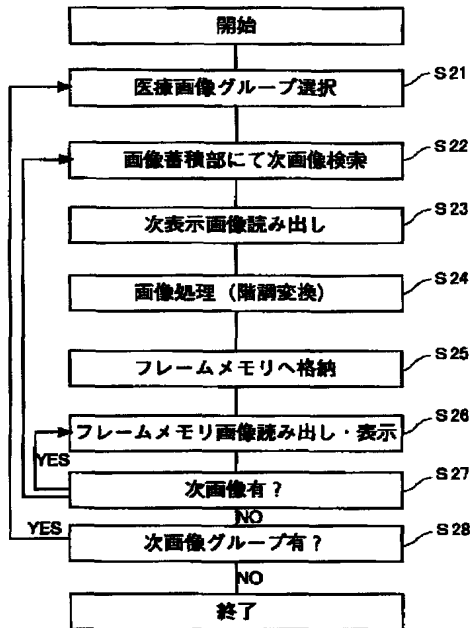 開始
医療画像グループ選択
S21
画像蓄積部にて次画像検索
S22
次表示画像読み出し
S23
画像処理（階調変換）
S24
フレームメモリへ格納
S25
フレームメモリ画像読み出し・表示
S26
YES
次画像有？
S27
NO
YES
次画像グループ有？
S28
NO
終了